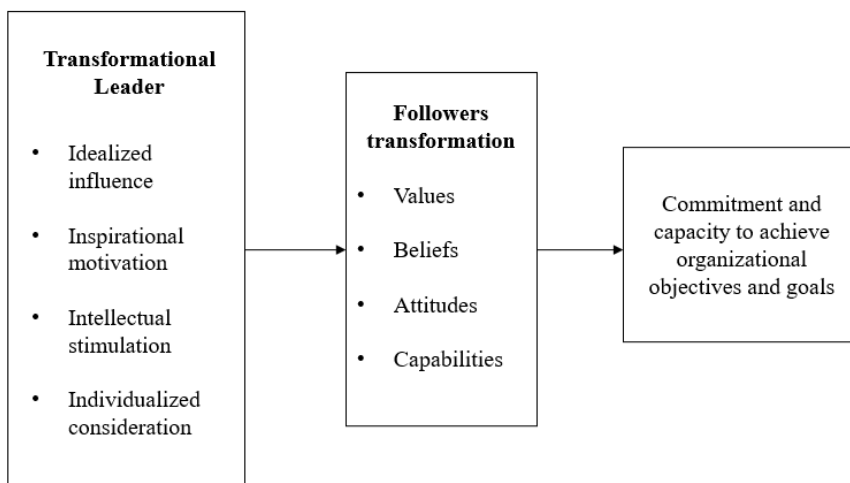 Transformational
Leader
• Idealized
influence
• Inspirational
motivation
• Intellectual
stimulation
• Individualized
consideration
Followers
transformation
• Values
• Beliefs
• Attitudes
• Capabilities
Commitment and
capacity to achieve
organizational
objectives and goals